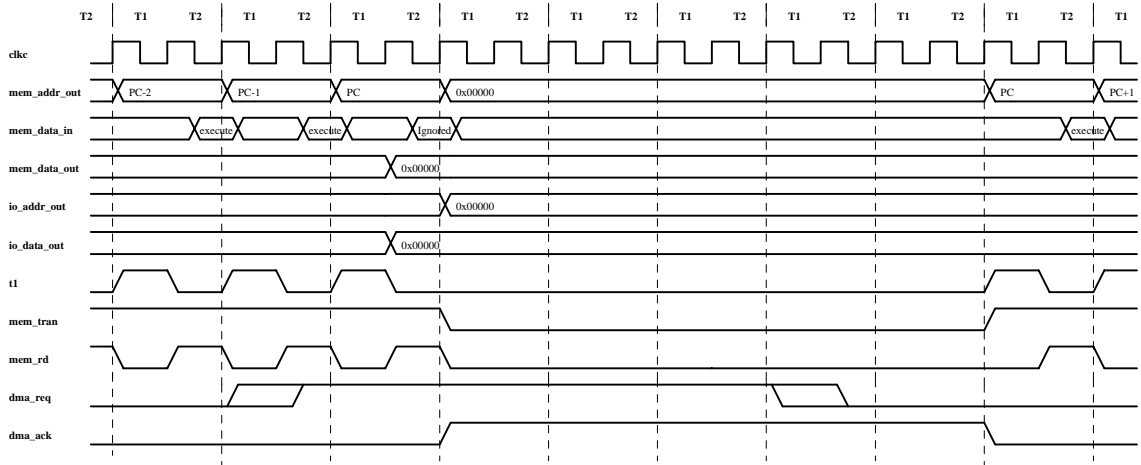 T2 T1 T2 T1 T2 T1 T2 T1 T2 T1 T2 T1 T2 T1 T2 T1 T2 T1 T2 T1
clkc
mem_addr_out PC-2 PC-1 PC 0x00000 PC PC+1
mem_data_in execute execute Ignored execute
mem_data_out 0x00000
io_addr_out 0x00000
io_data_out 0x00000
t1
mem_tran
mem_rd
dma_req
dma_ack